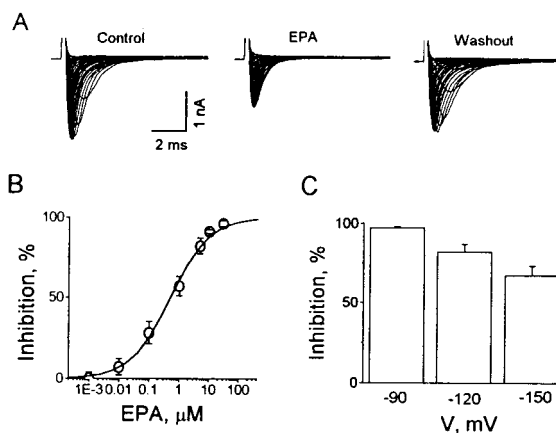 A
Control
EPA
Washout
1 nA
2 ms
B
C
Inhibition, %
100
50
0
1E-3
0.01
0.1
1
10
100
EPA, μM
Inhibition, %
100
50
0
-90
-120
-150
V, mV